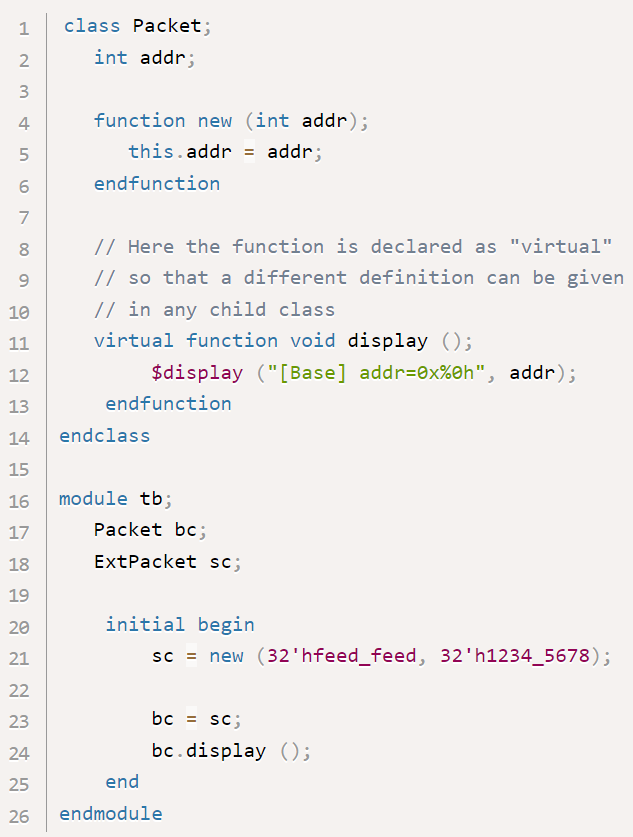 1 class Packet;
2 int addr;
3
4 function new (int addr);
5 this.addr = addr;
6 endfunction
7
8 // Here the function is declared as "virtual"
9 // so that a different definition can be given
10 // in any child class
11 virtual function void display ();
12 $display ("[Base] addr=0x%0h", addr);
13 endfunction
14 endclass
15
16 module tb;
17 Packet bc;
18 ExtPacket sc;
19
20 initial begin
21 sc = new (32'hfeed_feed, 32'h1234_5678);
22
23 bc = sc;
24 bc.display ();
25 end
26 endmodule